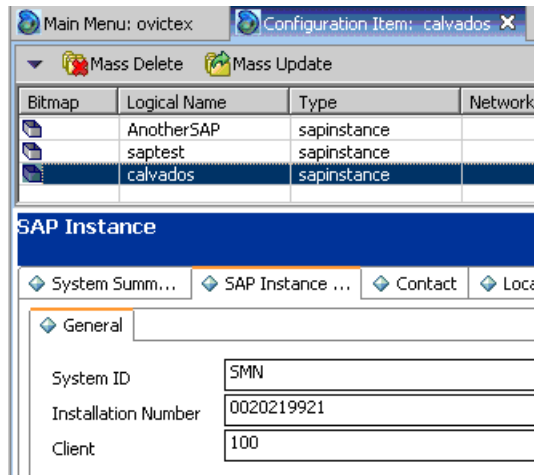 Main Menu: ovictex Configuration Item: calvados
Mass Delete Mass Update
Bitmap Logical Name Type Network
AnotherSAP sapinstance
saptest sapinstance
calvados sapinstance
SAP Instance
System Summ... SAP Instance ... Contact Loca
General
System ID SMN
Installation Number 0020219921
Client 100